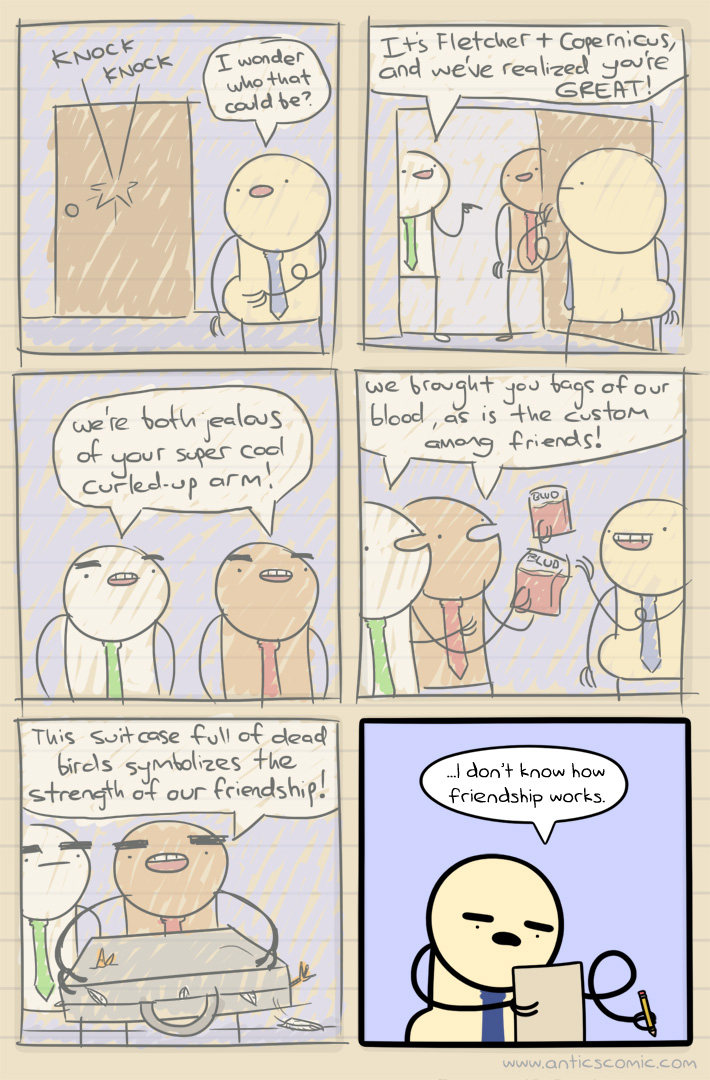 KNOCK
KNOCK
I wonder
who that
could be?
It's Fletcher + Copernicus,
and we've realized you're
GREAT!
we're both jealous
of your super cool
curled-up arm!
we brought you bags of our
blood, as is the custom
among friends!
BLUD
BLUD
This suitcase full of dead
birds symbolizes the
strength of our friendship!
...I don't know how
friendship works.
www.anticscomic.com